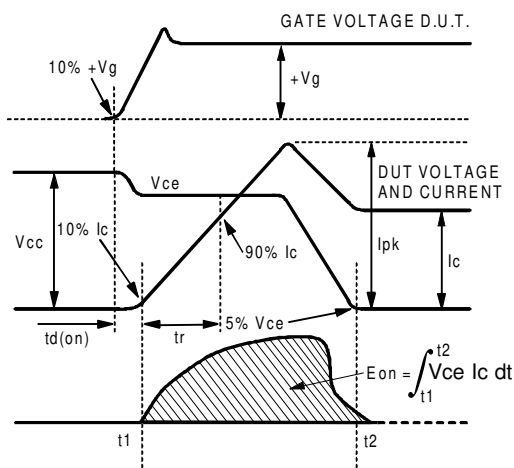 GATE VOLTAGE D.U.T.
10% +Vg
+Vg
Vce
DUT VOLTAGE
AND CURRENT
Vcc
10% Ic
90% Ic
Ipk
Ic
td(on)
tr
5% Vce
Eon = ∫ Vce Ic dt
t2
t1
t1
t2